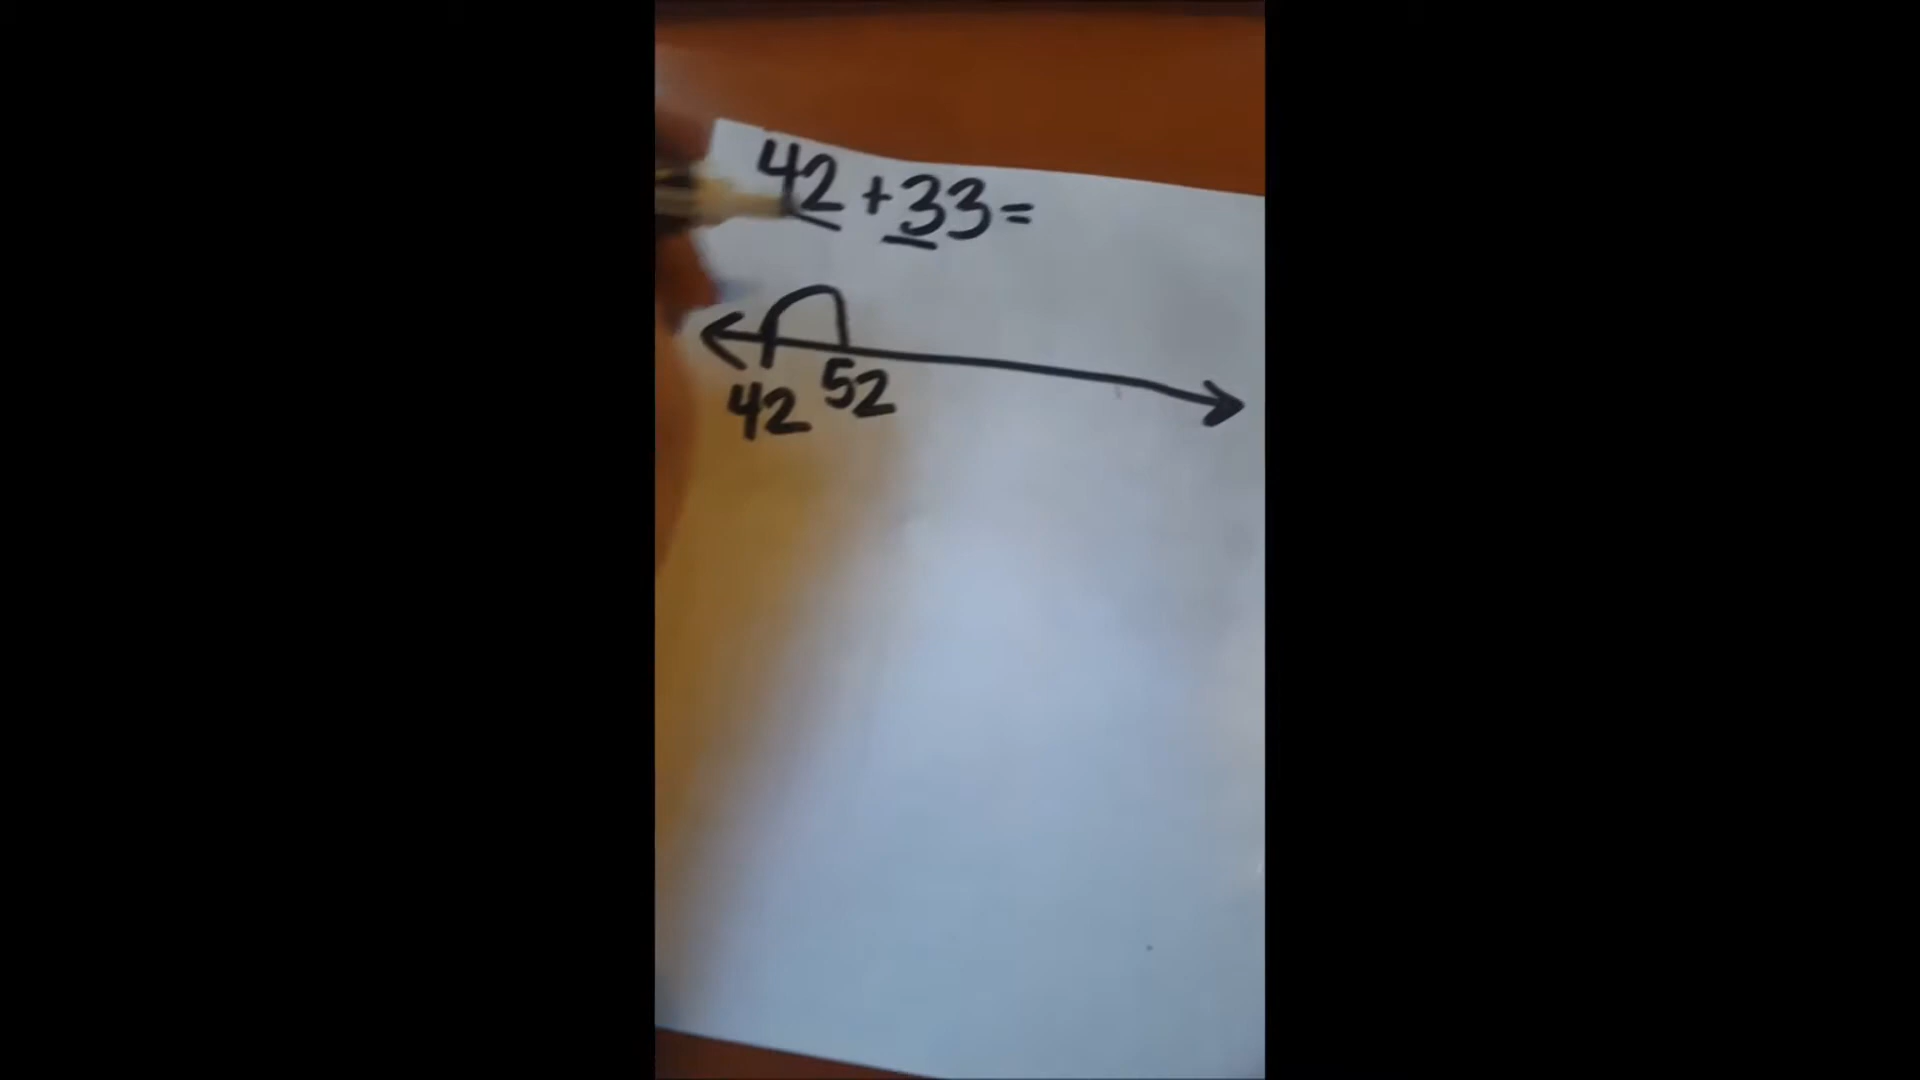 42 + 33 =
42 52